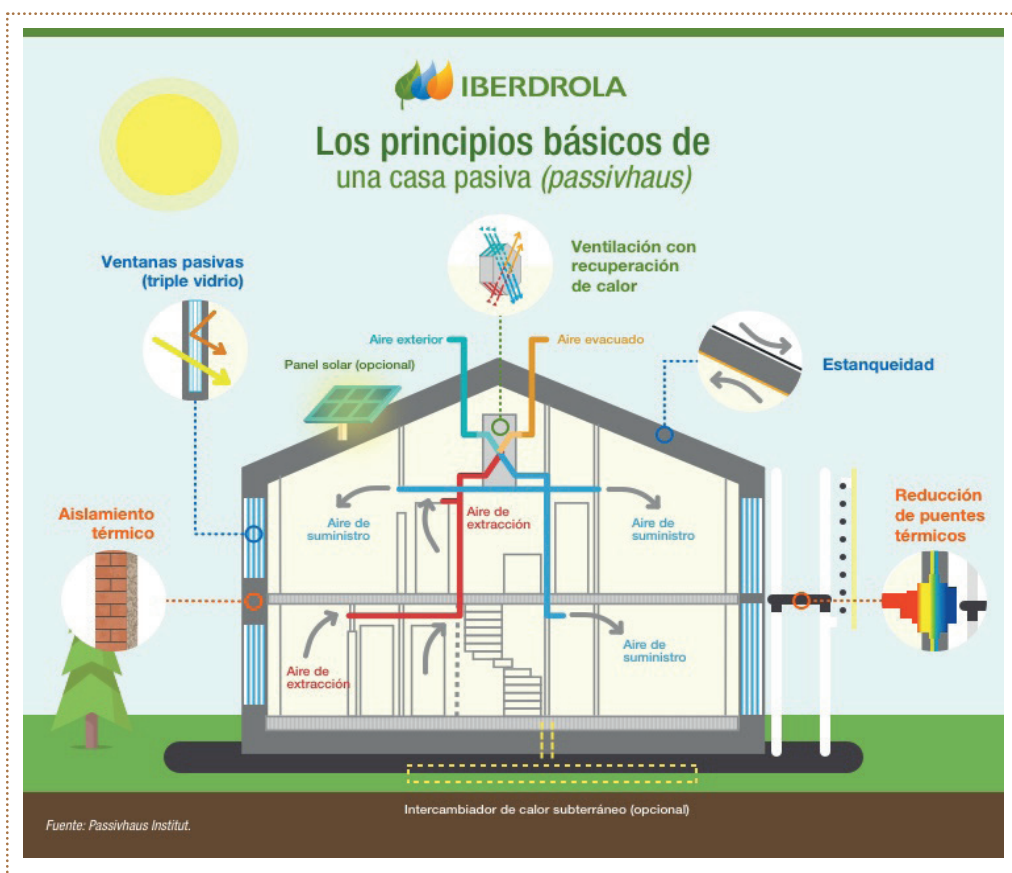 IBERDROLA
Los principios básicos de
una casa pasiva (passivhaus)
Ventanas pasivas
(triple vidrio)
Ventilación con
recuperación
de calor
Aire exterior
Aire evacuado
Panel solar (opcional)
Estanqueidad
Aislamiento
térmico
Aire de
suministro
Aire de
extracción
Aire de
suministro
Reducción
de puentes
térmicos
Aire de
extracción
Aire de
suministro
Intercambiador de calor subterráneo (opcional)
Fuente: Passivhaus Institut.